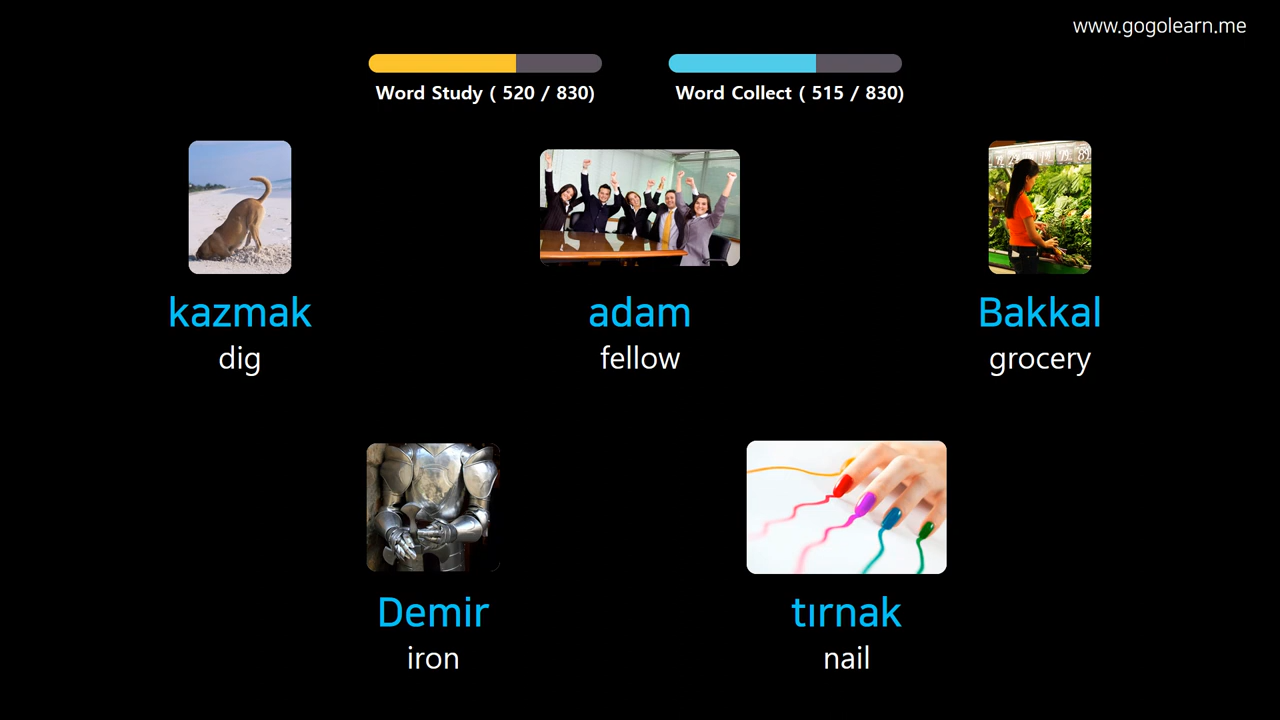 www.gogolearn.me
Word Study ( 520 / 830)
Word Collect ( 515 / 830)
kazmak
dig
adam
fellow
Bakkal
grocery
Demir
iron
tırnak
nail